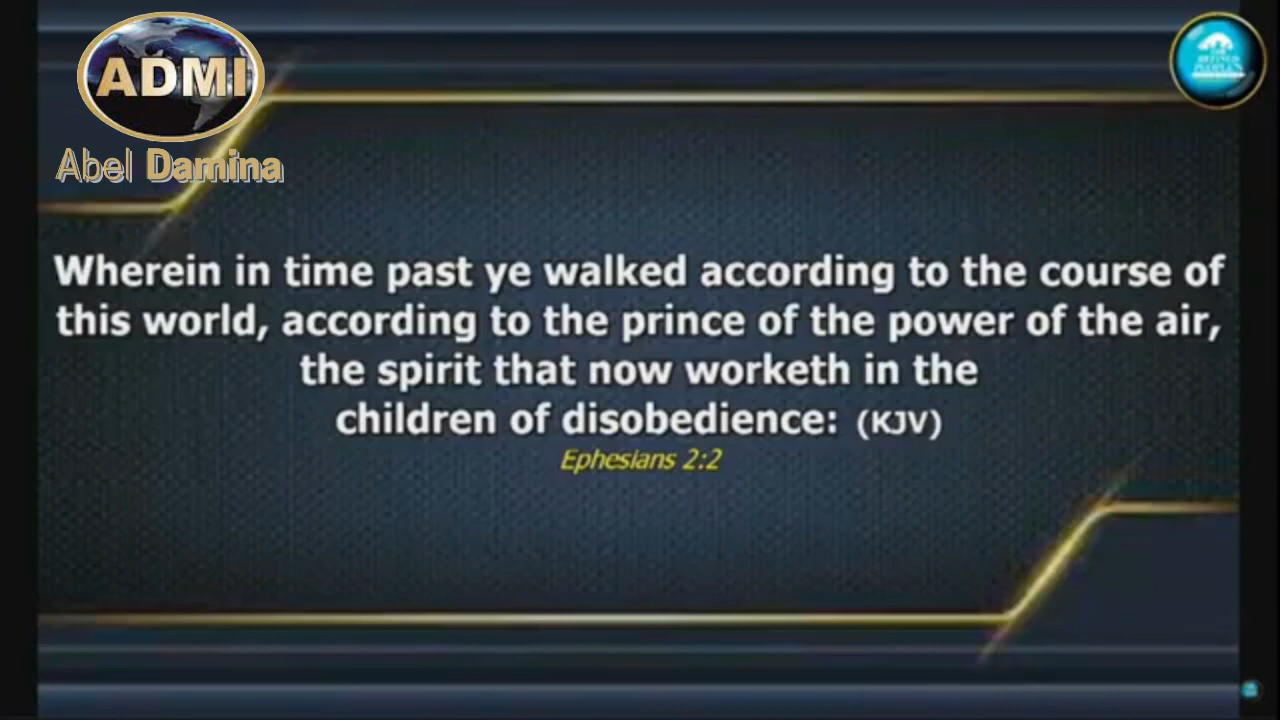 ADMI
Abel Damina
Wherein in time past ye walked according to the course of
this world, according to the prince of the power of the air,
the spirit that now worketh in the
children of disobedience: (KJV)
Ephesians 2:2